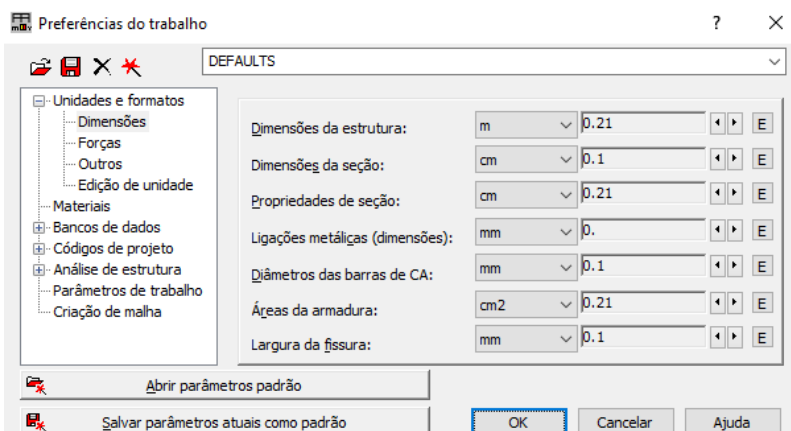 Preferências do trabalho ? ×
DEFAULTS
Unidades e formatos
Dimensões
Forças
Outros
Edição de unidade
Materiais
Bancos de dados
Códigos de projeto
Análise de estrutura
Parâmetros de trabalho
Criação de malha
Dimensões da estrutura: m 0.21 E
Dimensões da seção: cm 0.1 E
Propriedades de seção: cm 0.21 E
Ligações metálicas (dimensões): mm 0. E
Diâmetros das barras de CA: mm 0.1 E
Áreas da armadura: cm2 0.21 E
Largura da fissura: mm 0.1 E
Abrir parâmetros padrão
Salvar parâmetros atuais como padrão
OK Cancelar Ajuda